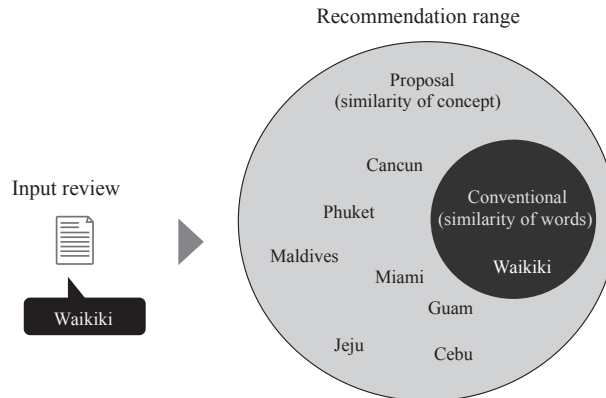 Recommendation range
Proposal
(similarity of concept)
Cancun
Input review
Conventional
(similarity of words)
Phuket
Maldives
Waikiki
Miami
Guam
Waikiki
Jeju
Cebu